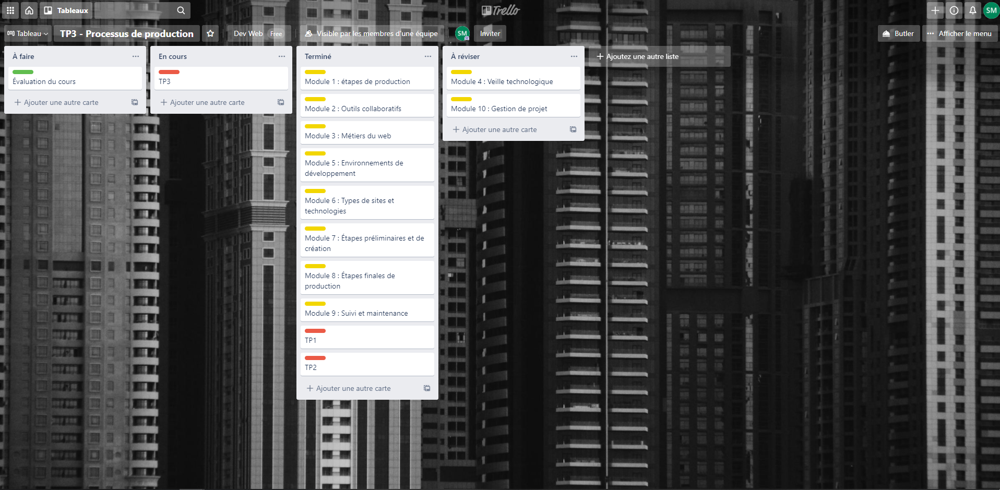 Tableaux
Trello
SM
Tableau
TP3 - Processus de production
Dev Web Free
Visible par les membres d'une équipe
SM
Inviter
Butler
Afficher le menu
À faire
Évaluation du cours
Ajouter une autre carte
En cours
TP3
Ajouter une autre carte
Terminé
Module 1 : étapes de production
Module 2 : Outils collaboratifs
Module 3 : Métiers du web
Module 5 : Environnements de
développement
Module 6 : Types de sites et
technologies
Module 7 : Étapes préliminaires et de
création
Module 8 : Étapes finales de
production
Module 9 : Suivi et maintenance
TP1
TP2
Ajouter une autre carte
À réviser
Module 4 : Veille technologique
Module 10 : Gestion de projet
Ajouter une autre carte
Ajoutez une autre liste